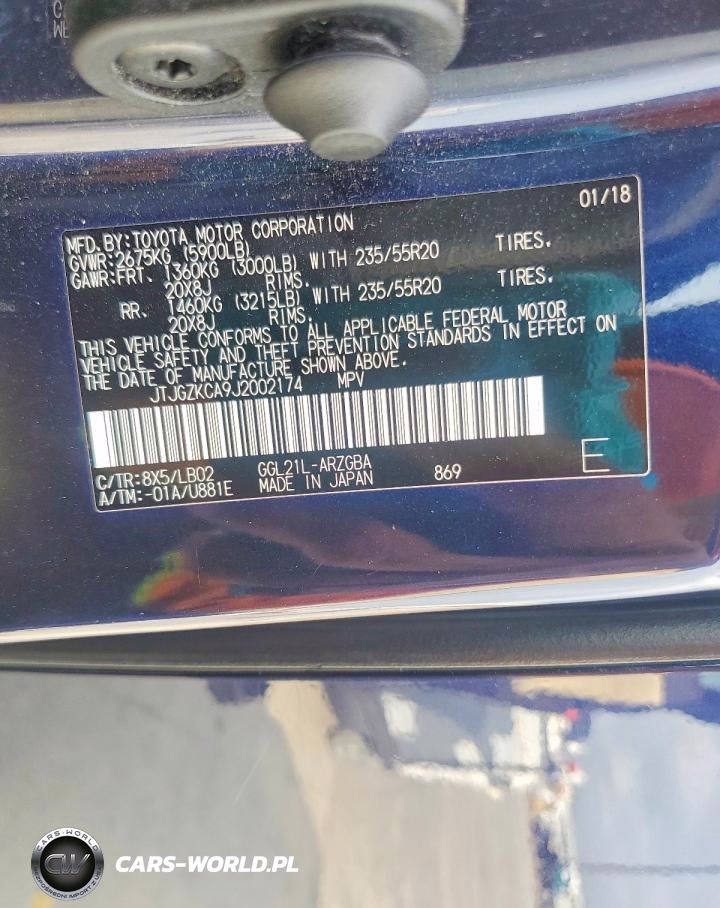 01/18
MFD.BY:TOYOTA MOTOR CORPORATION
GVWR:2675KG (5900LB)
GAWR:FRT. 1360KG (3000LB) WITH 235/55R20 TIRES.
20X8J RIMS.
RR. 1460KG (3215LB) WITH 235/55R20 TIRES.
20X8J RIMS.
THIS VEHICLE CONFORMS TO ALL APPLICABLE FEDERAL MOTOR
VEHICLE SAFETY AND THEFT PREVENTION STANDARDS IN EFFECT ON
THE DATE OF MANUFACTURE SHOWN ABOVE.
JTJGZKCA9J2002174 MPV
C/TR:8X5/LB02 GGL21L-ARZGBA 869 E
A/TM:-01A/U881E MADE IN JAPAN
CARS-WORLD
CW
CARS-WORLD.PL